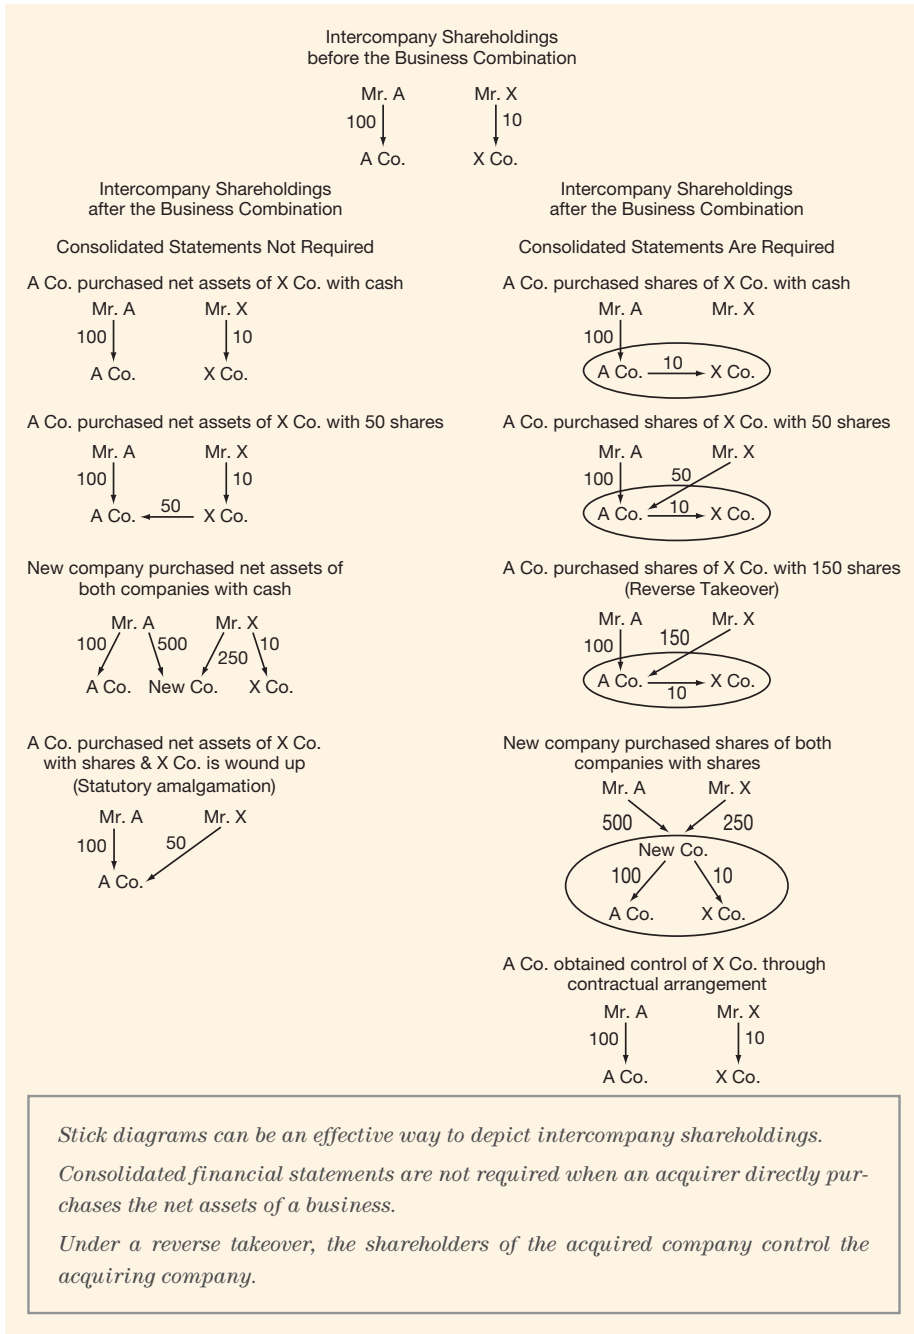 Intercompany Shareholdings
before the Business Combination
Mr. A Mr. X
100 10
A Co. X Co.
Intercompany Shareholdings
after the Business Combination
Consolidated Statements Not Required
A Co. purchased net assets of X Co. with cash
Mr. A Mr. X
100 10
A Co. X Co.
A Co. purchased net assets of X Co. with 50 shares
Mr. A Mr. X
100 10
50
A Co. X Co.
New company purchased net assets of
both companies with cash
Mr. A Mr. X
100 500 250 10
A Co. New Co. X Co.
A Co. purchased net assets of X Co.
with shares & X Co. is wound up
(Statutory amalgamation)
Mr. A Mr. X
100 50
A Co.
Intercompany Shareholdings
after the Business Combination
Consolidated Statements Are Required
A Co. purchased shares of X Co. with cash
Mr. A Mr. X
100
10
A Co. X Co.
A Co. purchased shares of X Co. with 50 shares
Mr. A Mr. X
100 50
10
A Co. X Co.
A Co. purchased shares of X Co. with 150 shares
(Reverse Takeover)
Mr. A Mr. X
100 150
A Co. X Co.
10
New company purchased shares of both
companies with shares
Mr. A Mr. X
500 250
New Co.
100 10
A Co. X Co.
A Co. obtained control of X Co. through
contractual arrangement
Mr. A Mr. X
100 10
A Co. X Co.
Stick diagrams can be an effective way to depict intercompany shareholdings.
Consolidated financial statements are not required when an acquirer directly pur-
chases the net assets of a business.
Under a reverse takeover, the shareholders of the acquired company control the
acquiring company.